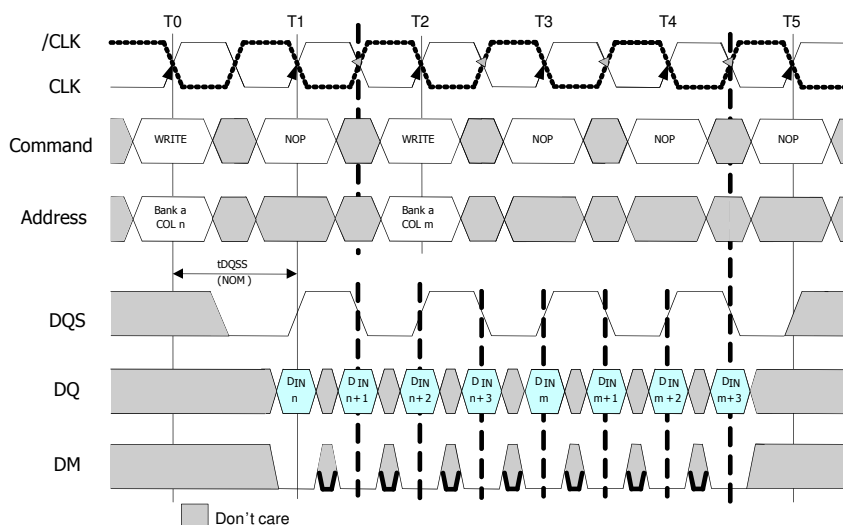 T0 T1 T2 T3 T4 T5
/CLK
CLK
Command WRITE NOP WRITE NOP NOP NOP
Address Bank a COL n Bank a COL m
tDQSS
(NOM)
DQS
DQ DIN n DIN n+1 DIN n+2 DIN n+3 DIN m DIN m+1 DIN m+2 DIN m+3
DM
Don't care